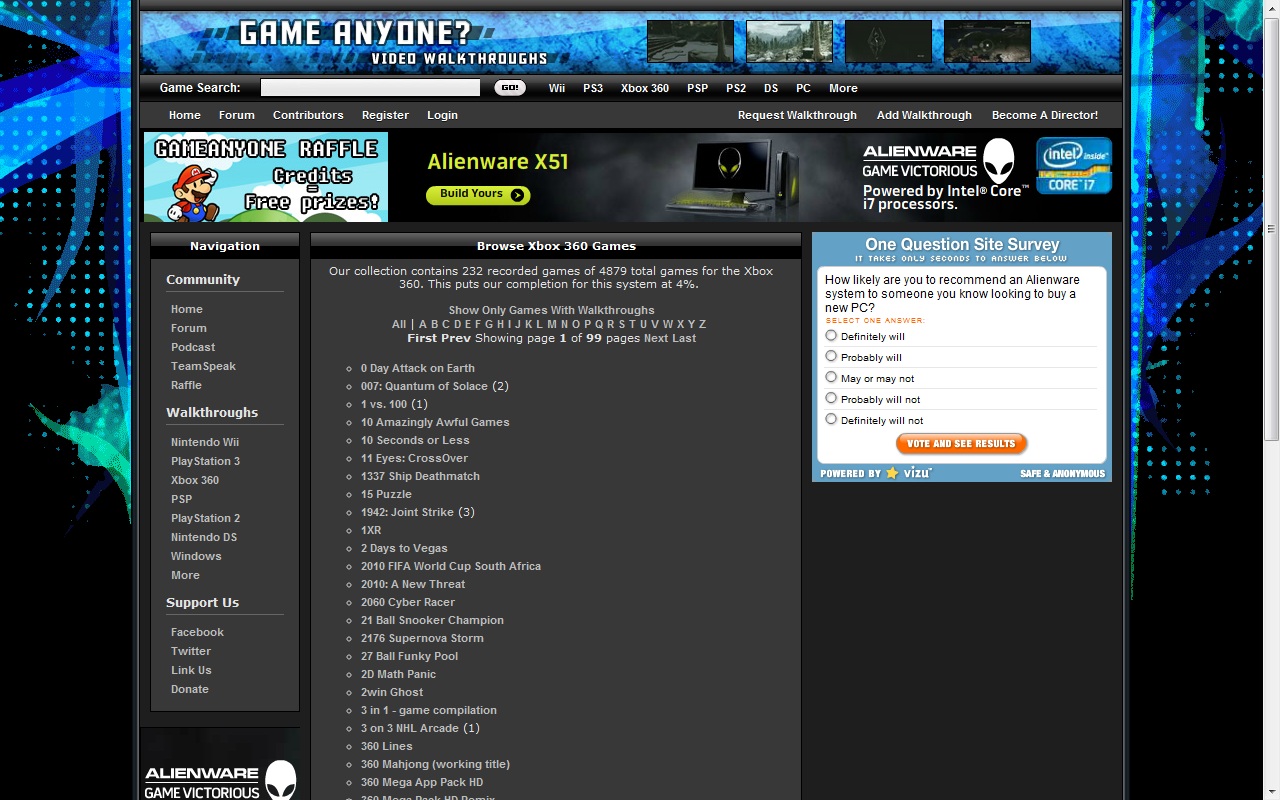 GAME ANYONE?
VIDEO WALKTHROUGHS
Game Search: GO! Wii PS3 Xbox 360 PSP PS2 DS PC More
Home Forum Contributors Register Login Request Walkthrough Add Walkthrough Become A Director!
GAMEANYONE RAFFLE
Credits
=
Free prizes!
Alienware X51
Build Yours
ALIENWARE
GAME VICTORIOUS
Powered by Intel® Core™
i7 processors.
intel inside™
CORE™ i7
Navigation
Community
Home
Forum
Podcast
TeamSpeak
Raffle
Walkthroughs
Nintendo Wii
PlayStation 3
Xbox 360
PSP
PlayStation 2
Nintendo DS
Windows
More
Support Us
Facebook
Twitter
Link Us
Donate
ALIENWARE
GAME VICTORIOUS
Browse Xbox 360 Games
Our collection contains 232 recorded games of 4879 total games for the Xbox
360. This puts our completion for this system at 4%.
Show Only Games With Walkthroughs
All | A B C D E F G H I J K L M N O P Q R S T U V W X Y Z
First Prev Showing page 1 of 99 pages Next Last
0 Day Attack on Earth
007: Quantum of Solace (2)
1 vs. 100 (1)
10 Amazingly Awful Games
10 Seconds or Less
11 Eyes: CrossOver
1337 Ship Deathmatch
15 Puzzle
1942: Joint Strike (3)
1XR
2 Days to Vegas
2010 FIFA World Cup South Africa
2010: A New Threat
2060 Cyber Racer
21 Ball Snooker Champion
2176 Supernova Storm
27 Ball Funky Pool
2D Math Panic
2win Ghost
3 in 1 - game compilation
3 on 3 NHL Arcade (1)
360 Lines
360 Mahjong (working title)
360 Mega App Pack HD
360 Mega Pack HD Remix
One Question Site Survey
IT TAKES ONLY SECONDS TO ANSWER BELOW
How likely are you to recommend an Alienware
system to someone you know looking to buy a
new PC?
SELECT ONE ANSWER:
Definitely will
Probably will
May or may not
Probably will not
Definitely will not
VOTE AND SEE RESULTS
POWERED BY vizu™ SAFE & ANONYMOUS